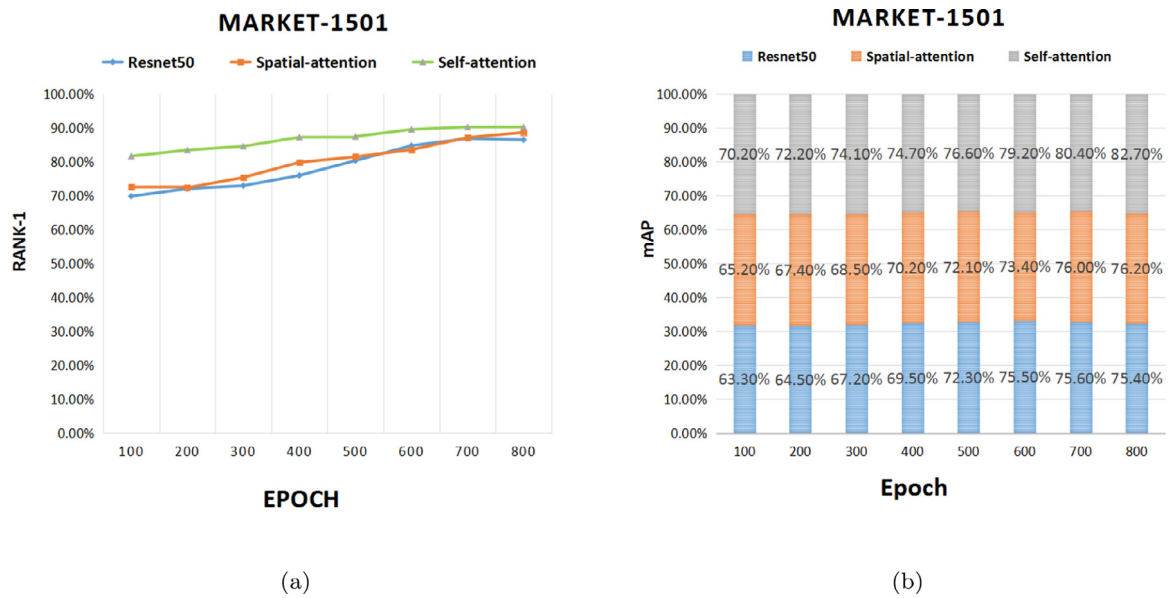 MARKET-1501
Resnet50 Spatial-attention Self-attention
100.00%
90.00%
80.00%
70.00%
60.00%
50.00%
40.00%
30.00%
20.00%
10.00%
0.00%
RANK-1
100 200 300 400 500 600 700 800
EPOCH
(a)
MARKET-1501
Resnet50 Spatial-attention Self-attention
100.00%
90.00%
80.00%
70.00%
60.00%
50.00%
40.00%
30.00%
20.00%
10.00%
0.00%
mAP
70.20% 72.20% 74.10% 74.70% 76.60% 79.20% 80.40% 82.70%
65.20% 67.40% 68.50% 70.20% 72.10% 73.40% 76.00% 76.20%
63.30% 64.50% 67.20% 69.50% 72.30% 75.50% 75.60% 75.40%
100 200 300 400 500 600 700 800
Epoch
(b)